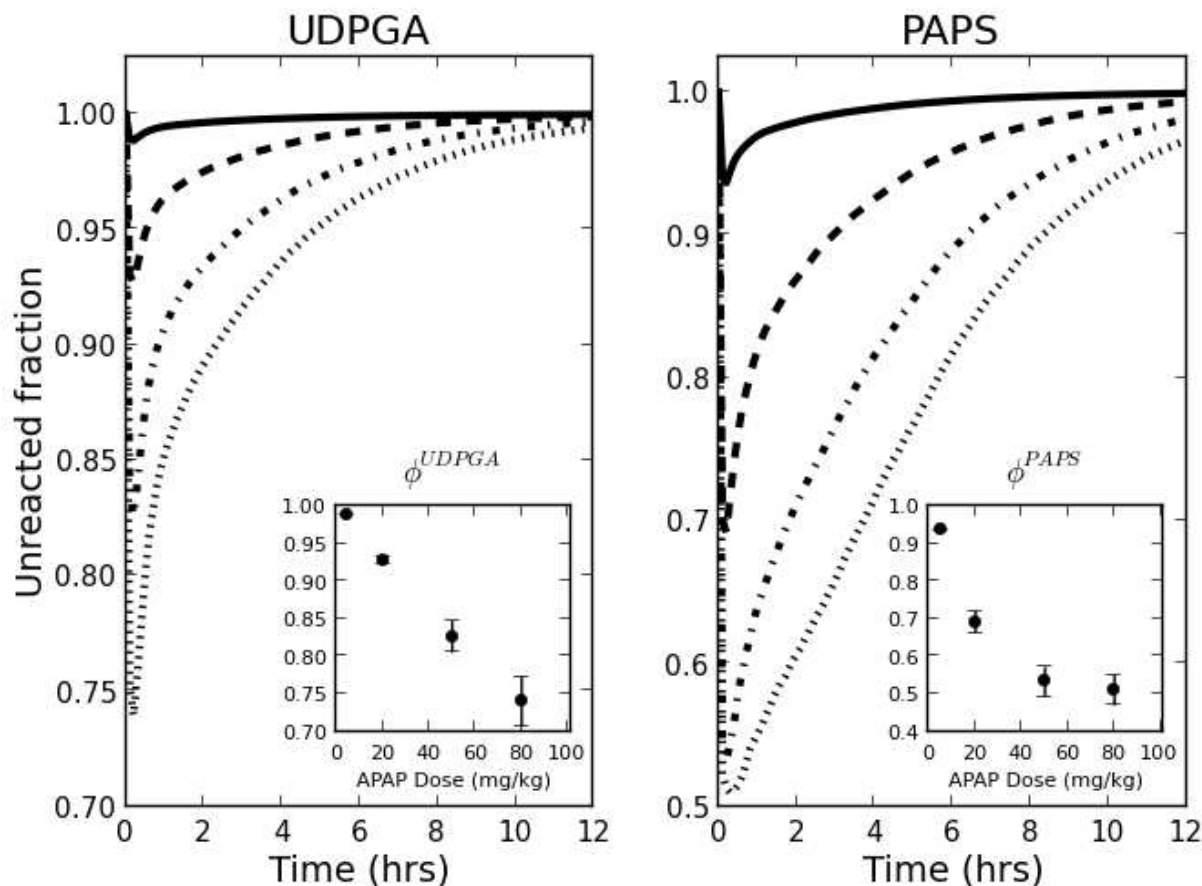 UDPGA
Unreacted fraction
1.00
0.95
0.90
0.85
0.80
0.75
0.70
0 2 4 6 8 10 12
Time (hrs)
ϕ^UDPGA
1.00
0.95
0.90
0.85
0.80
0.75
0.70
0 20 40 60 80 100
APAP Dose (mg/kg)
PAPS
1.0
0.9
0.8
0.7
0.6
0.5
0 2 4 6 8 10 12
Time (hrs)
ϕ^PAPS
1.0
0.9
0.8
0.7
0.6
0.5
0.4
0 20 40 60 80 100
APAP Dose (mg/kg)